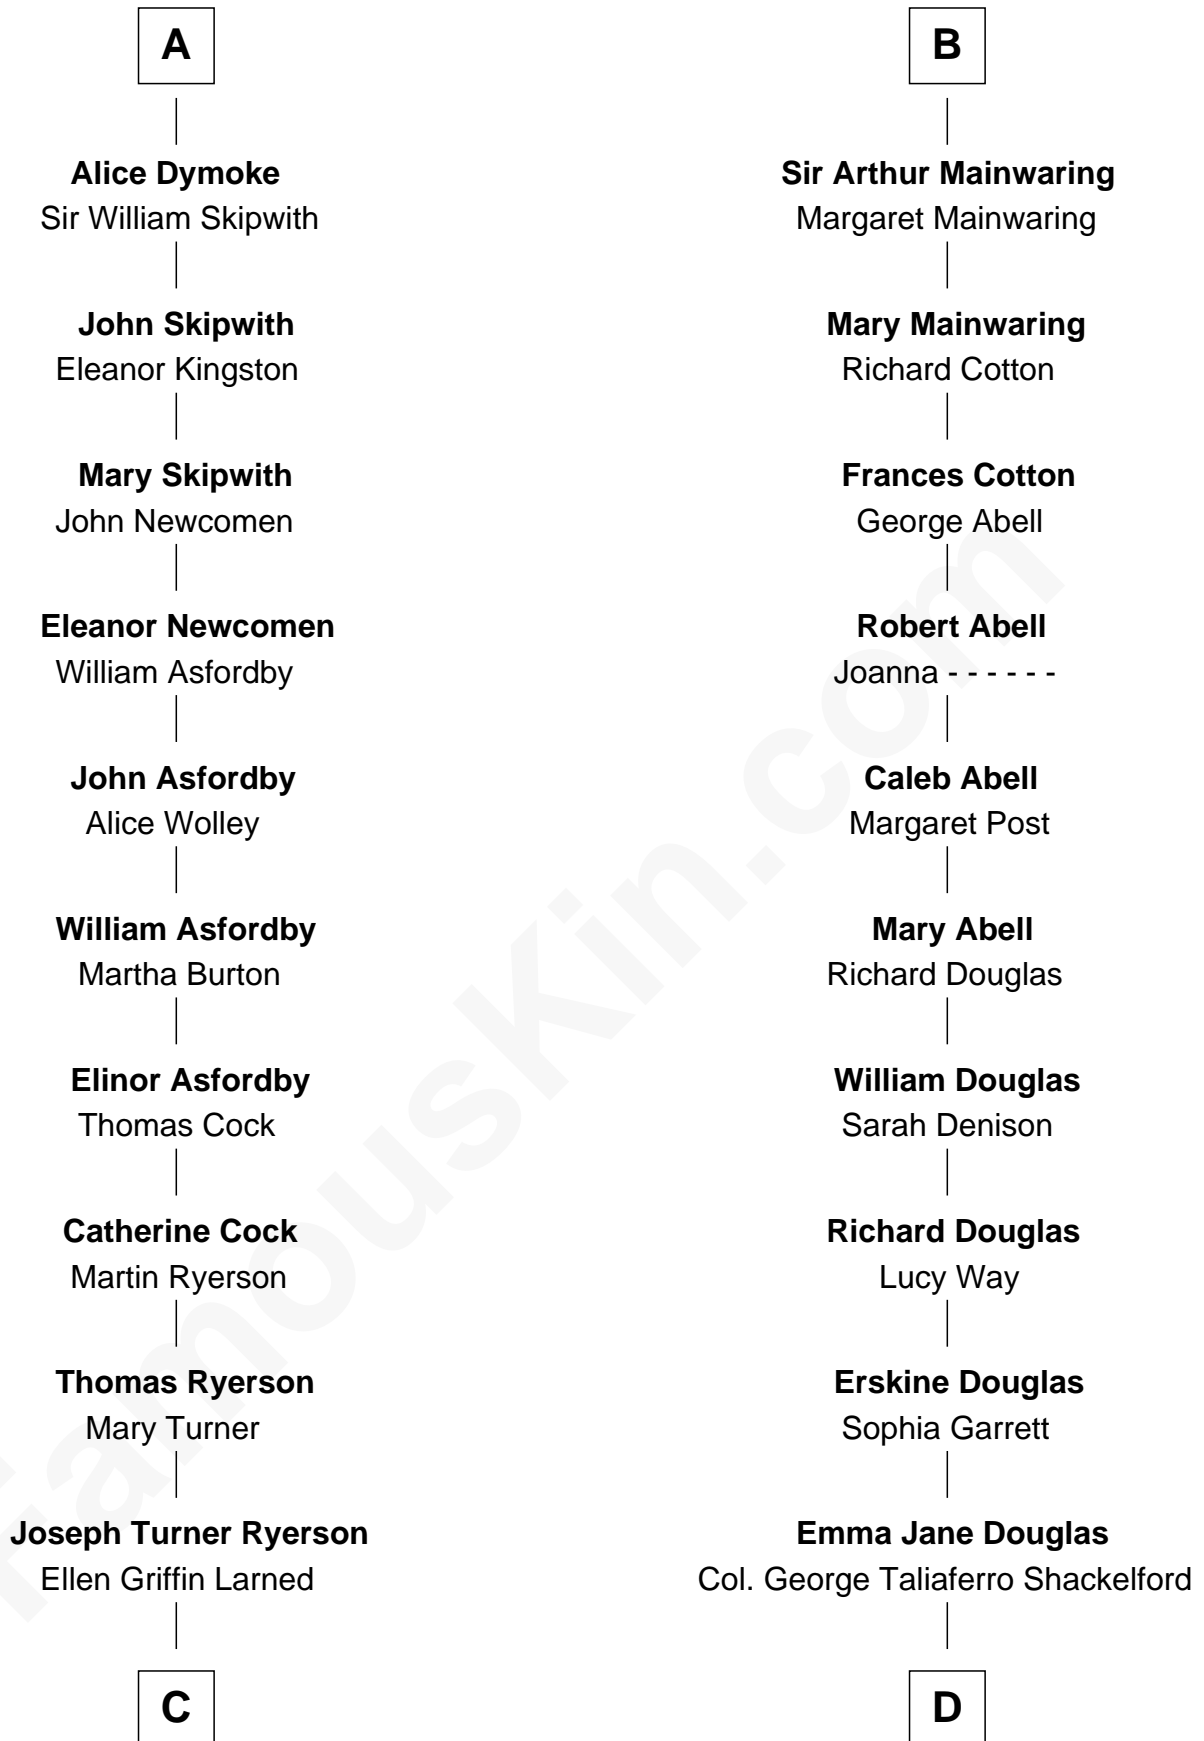 A
Alice Dymoke
Sir William Skipwith
John Skipwith
Eleanor Kingston
Mary Skipwith
John Newcomen
Eleanor Newcomen
William Asfordby
John Asfordby
Alice Wolley
William Asfordby
Martha Burton
Elinor Asfordby
Thomas Cock
Catherine Cock
Martin Ryerson
Thomas Ryerson
Mary Turner
Joseph Turner Ryerson
Ellen Griffin Larned
C
B
Sir Arthur Mainwaring
Margaret Mainwaring
Mary Mainwaring
Richard Cotton
Frances Cotton
George Abell
Robert Abell
Joanna - - - - - -
Caleb Abell
Margaret Post
Mary Abell
Richard Douglas
William Douglas
Sarah Denison
Richard Douglas
Lucy Way
Erskine Douglas
Sophia Garrett
Emma Jane Douglas
Col. George Taliaferro Shackelford
D
FamousKin.com